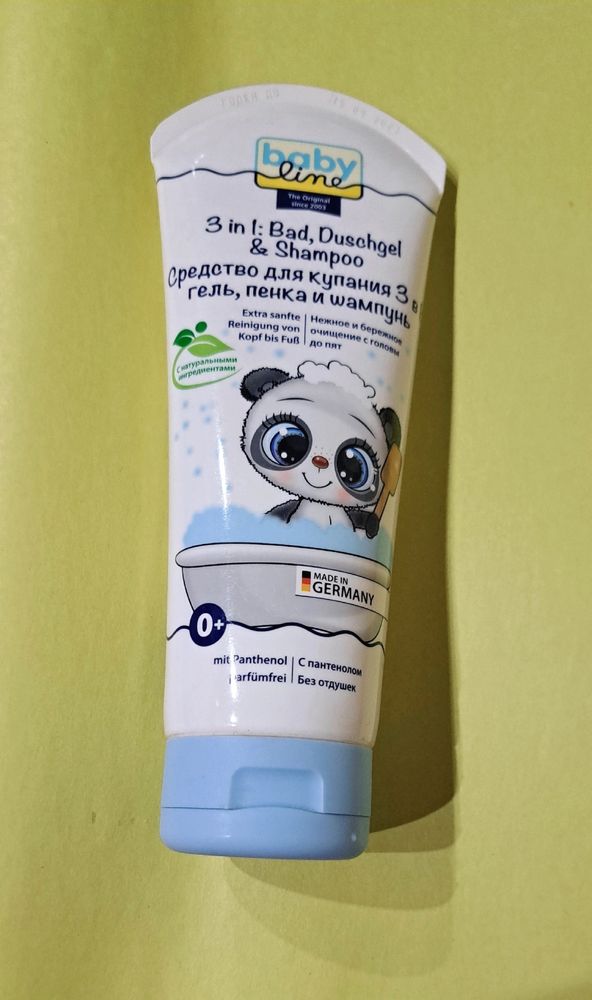 baby
line
The Original
since 2003
3 in 1: Bad, Duschgel
& Shampoo
Средство для купания 3 в
гель, пенка и шампунь
Extra sanfte
Reinigung von
Kopf bis Fuß
Нежное и бережное
очищение с головы
до пят
С натуральными
ингредиентами
MADE IN
GERMANY
0+
mit Panthenol
parfümfrei
С пантенолом
Без отдушек